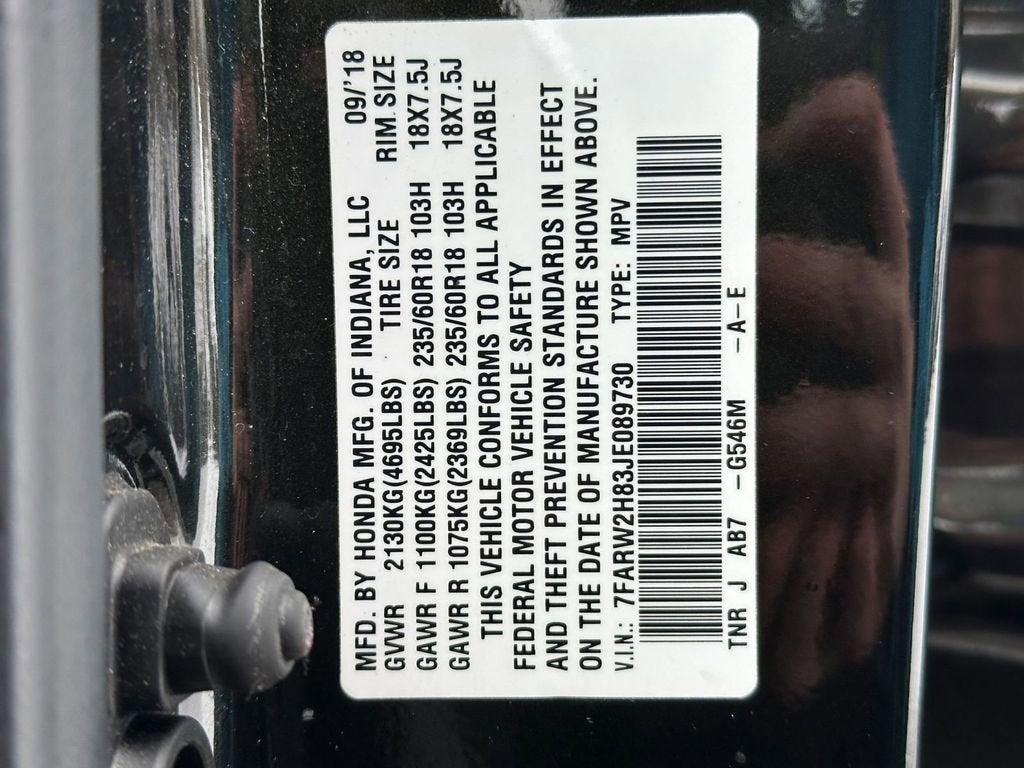 MFD. BY HONDA MFG. OF INDIANA, LLC 09/'18
GVWR 2130KG(4695LBS) TIRE SIZE RIM SIZE
GAWR F 1100KG(2425LBS) 235/60R18 103H 18X7.5J
GAWR R 1075KG(2369LBS) 235/60R18 103H 18X7.5J
THIS VEHICLE CONFORMS TO ALL APPLICABLE
FEDERAL MOTOR VEHICLE SAFETY
AND THEFT PREVENTION STANDARDS IN EFFECT
ON THE DATE OF MANUFACTURE SHOWN ABOVE.
V.I.N.: 7FARW2H83JE089730 TYPE: MPV
TNR J AB7 -G546M -A-E